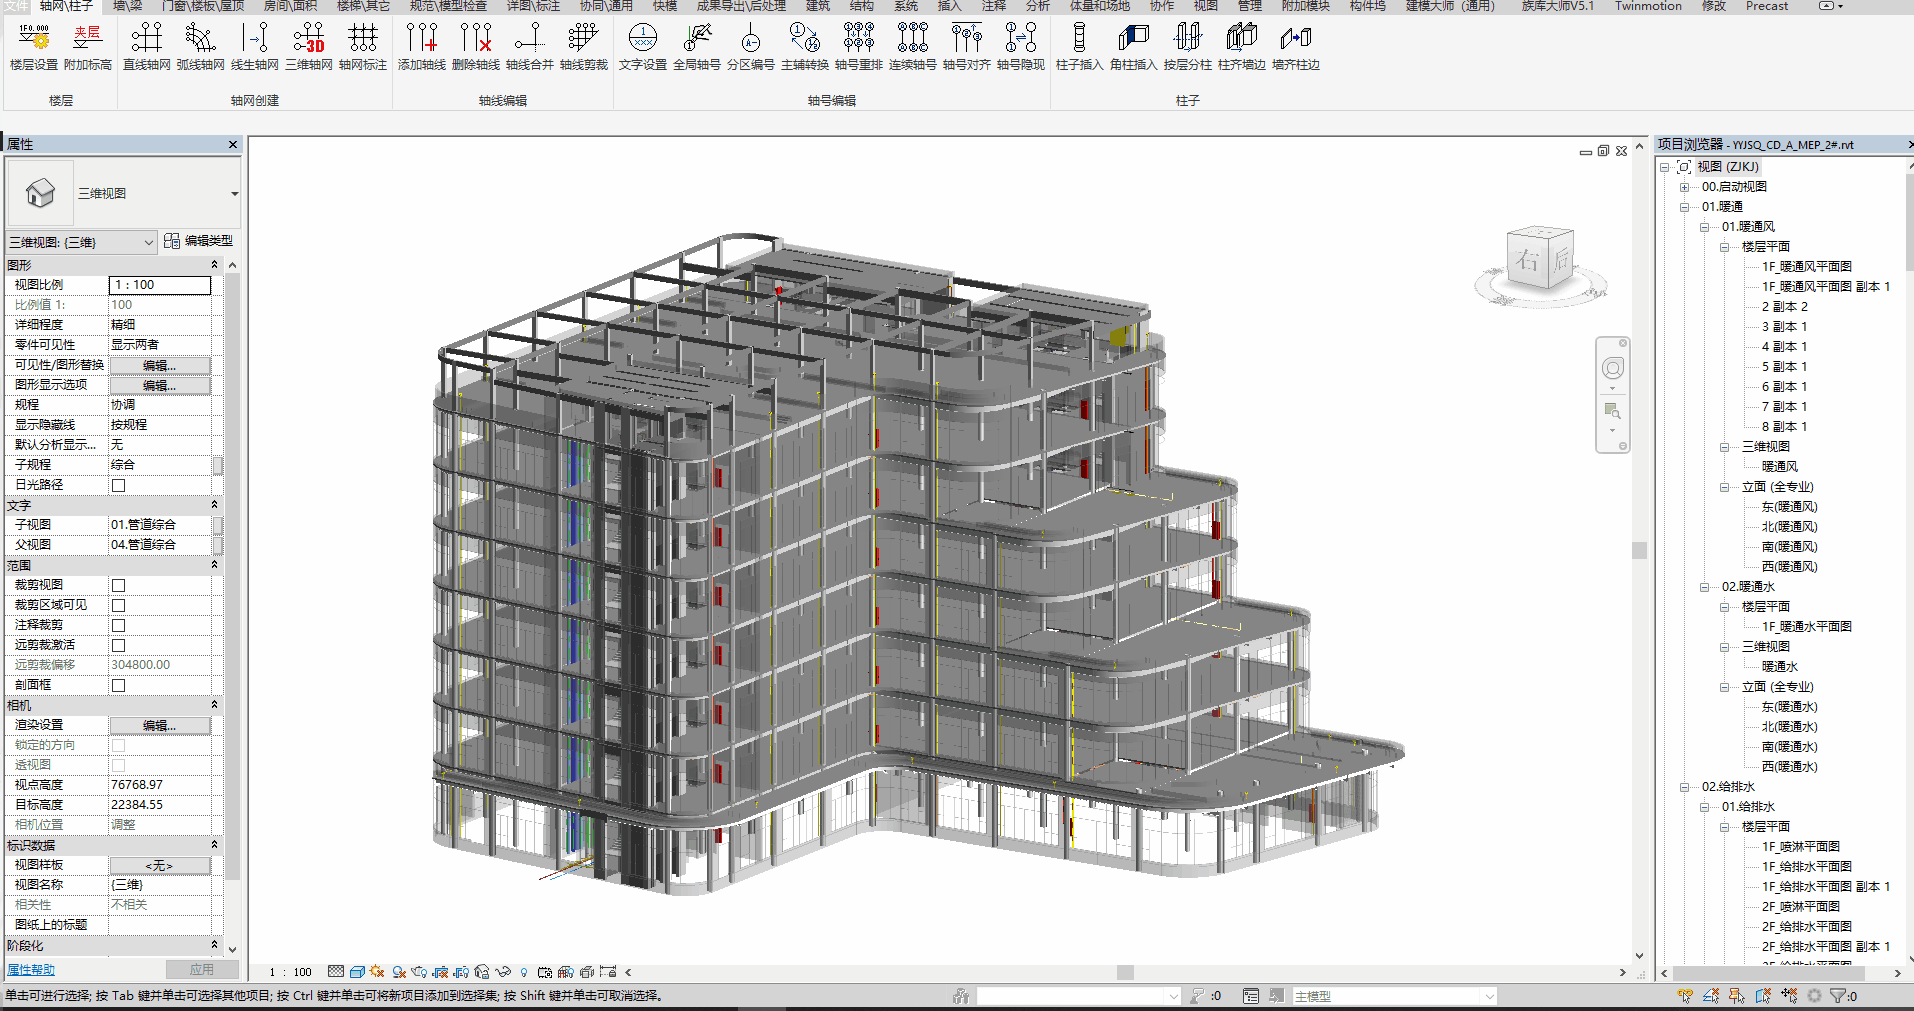 文件 轴网\柱子 墙\梁 门窗\楼板\屋顶 房间\面积 楼梯\其它 规范\模型检查 详图\标注 协同\通用 快模 成果导出\后处理 建筑 结构 系统 插入 注释 分析 体量和场地 协作 视图 管理 附加模块 构件坞 建模大师（通用） 族库大师V5.1 Twinmotion 修改 Precast
1F0.000 夹层 3D
楼层设置 附加标高 直线轴网 弧线轴网 线生轴网 三维轴网 轴网标注 添加轴线 删除轴线 轴线合并 轴线剪裁 文字设置 全局轴号 分区编号 主辅转换 轴号重排 连续轴号 轴号对齐 轴号隐现 柱子插入 角柱插入 按层分柱 柱齐墙边 墙齐柱边
楼层 轴网创建 轴线编辑 轴号编辑 柱子
属性
三维视图
三维视图: {三维} 编辑类型
图形
视图比例 1 : 100
比例值 1: 100
详细程度 精细
零件可见性 显示两者
可见性/图形替换 编辑...
图形显示选项 编辑...
规程 协调
显示隐藏线 按规程
默认分析显示... 无
子规程 综合
日光路径
文字
子视图 01.管道综合
父视图 04.管道综合
范围
裁剪视图
裁剪区域可见
注释裁剪
远剪裁激活
远剪裁偏移 304800.00
剖面框
相机
渲染设置 编辑...
锁定的方向
透视图
视点高度 76768.97
目标高度 22384.55
相机位置 调整
标识数据
视图样板 <无>
视图名称 {三维}
相关性 不相关
图纸上的标题
阶段化
属性帮助 应用
右 后
1 : 100
项目浏览器 - YYJSQ_CD_A_MEP_2#.rvt
视图 (ZJKJ)
00.启动视图
01.暖通
01.暖通风
楼层平面
1F_暖通风平面图
1F_暖通风平面图 副本 1
2 副本 2
3 副本 1
4 副本 1
5 副本 1
6 副本 1
7 副本 1
8 副本 1
三维视图
暖通风
立面 (全专业)
东(暖通风)
北(暖通风)
南(暖通风)
西(暖通风)
02.暖通水
楼层平面
1F_暖通水平面图
三维视图
暖通水
立面 (全专业)
东(暖通水)
北(暖通水)
南(暖通水)
西(暖通水)
02.给排水
01.给排水
楼层平面
1F_喷淋平面图
1F_给排水平面图
1F_给排水平面图 副本 1
2F_喷淋平面图
2F_给排水平面图
2F_给排水平面图 副本 1
单击可进行选择; 按 Tab 键并单击可选择其他项目; 按 Ctrl 键并单击可将新项目添加到选择集; 按 Shift 键并单击可取消选择。 :0 主模型 :0